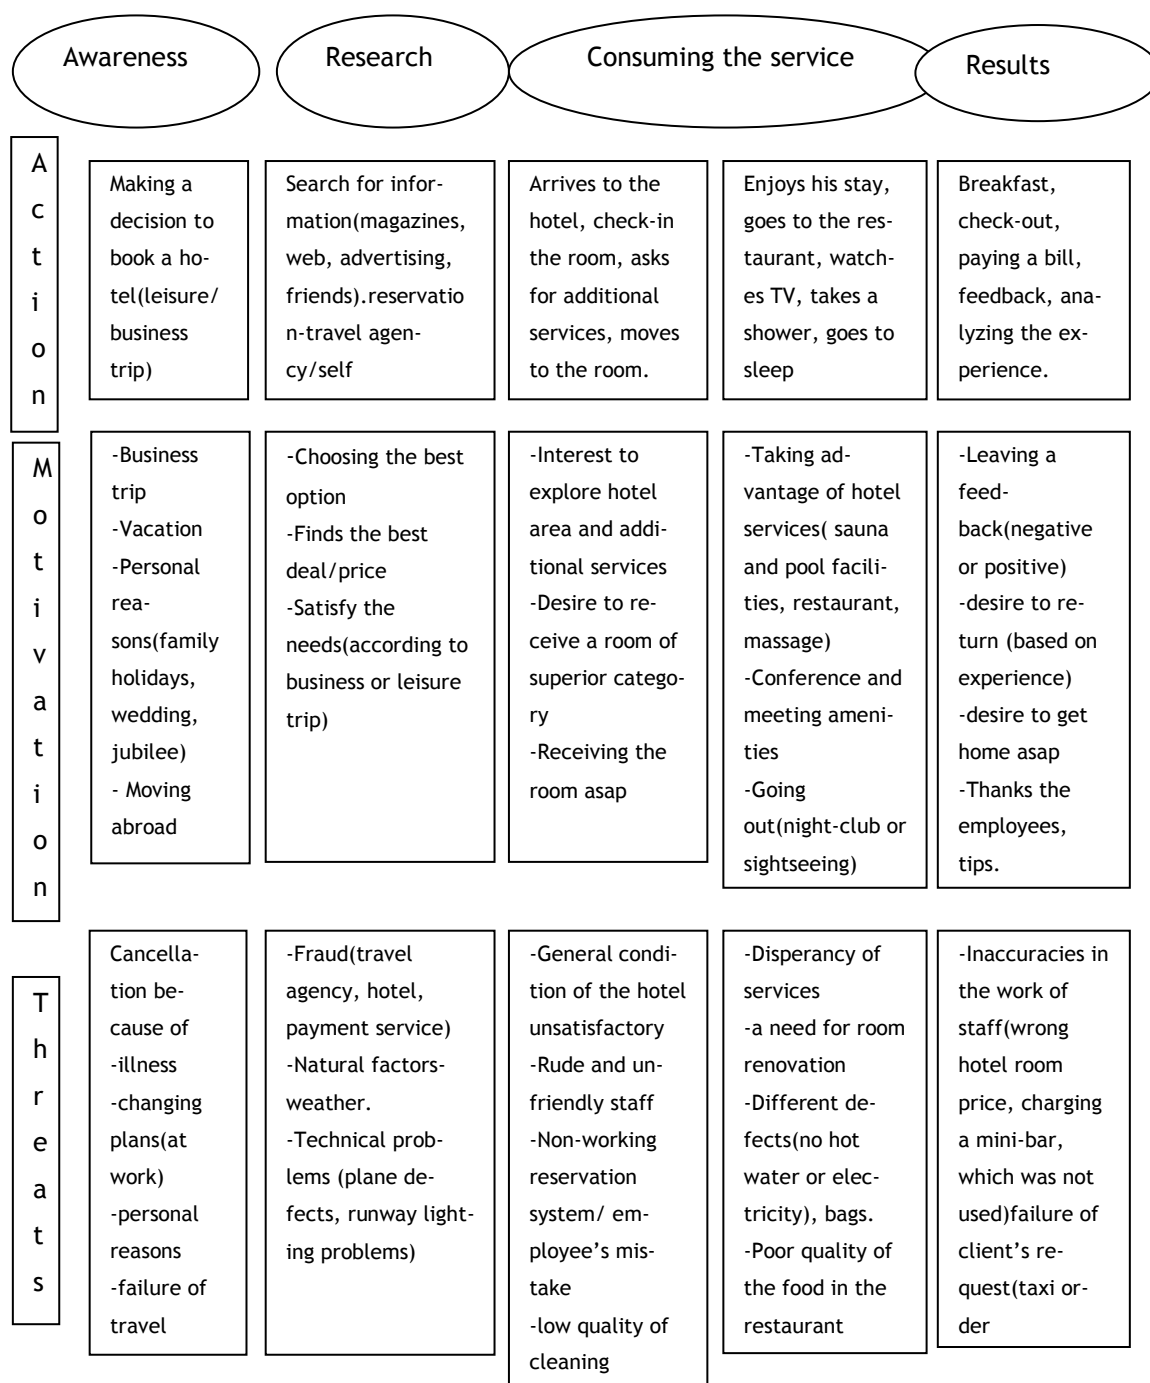 Awareness
Research
Consuming the service
Results
A
c
t
i
o
n
Making a
decision to
book a ho-
tel(leisure/
business
trip)
Search for infor-
mation(magazines,
web, advertising,
friends).reservatio
n-travel agen-
cy/self
Arrives to the
hotel, check-in
the room, asks
for additional
services, moves
to the room.
Enjoys his stay,
goes to the res-
taurant, watch-
es TV, takes a
shower, goes to
sleep
Breakfast,
check-out,
paying a bill,
feedback, ana-
lyzing the ex-
perience.
M
o
t
i
v
a
t
i
o
n
-Business
trip
-Vacation
-Personal
rea-
sons(family
holidays,
wedding,
jubilee)
- Moving
abroad
-Choosing the best
option
-Finds the best
deal/price
-Satisfy the
needs(according to
business or leisure
trip)
-Interest to
explore hotel
area and addi-
tional services
-Desire to re-
ceive a room of
superior catego-
ry
-Receiving the
room asap
-Taking ad-
vantage of hotel
services( sauna
and pool facili-
ties, restaurant,
massage)
-Conference and
meeting ameni-
ties
-Going
out(night-club or
sightseeing)
-Leaving a
feed-
back(negative
or positive)
-desire to re-
turn (based on
experience)
-desire to get
home asap
-Thanks the
employees,
tips.
T
h
r
e
a
t
s
Cancella-
tion be-
cause of
-illness
-changing
plans(at
work)
-personal
reasons
-failure of
travel
-Fraud(travel
agency, hotel,
payment service)
-Natural factors-
weather.
-Technical prob-
lems (plane de-
fects, runway light-
ing problems)
-General condi-
tion of the hotel
unsatisfactory
-Rude and un-
friendly staff
-Non-working
reservation
system/ em-
ployee’s mis-
take
-low quality of
cleaning
-Disperancy of
services
-a need for room
renovation
-Different de-
fects(no hot
water or elec-
tricity), bags.
-Poor quality of
the food in the
restaurant
-Inaccuracies in
the work of
staff(wrong
hotel room
price, charging
a mini-bar,
which was not
used)failure of
client’s re-
quest(taxi or-
der